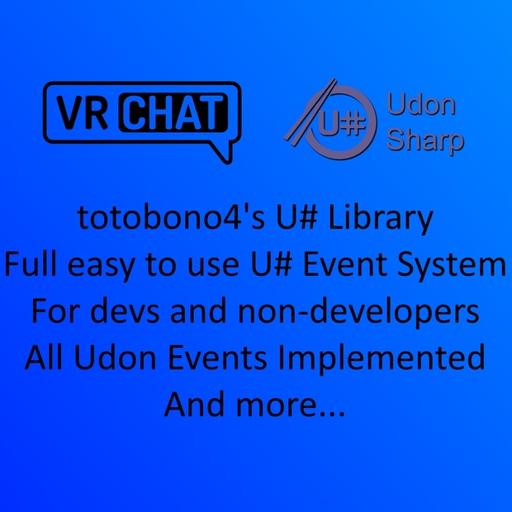 VR CHAT
U#
Udon
Sharp
totobono4's U# Library
Full easy to use U# Event System
For devs and non-developers
All Udon Events Implemented
And more...